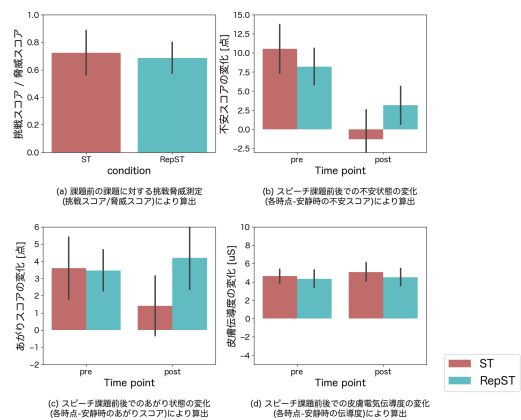 挑戦スコア / 脅威スコア
1.0
0.8
0.6
0.4
0.2
0.0
ST
RepST
condition
(a) 課題前の課題に対する挑戦脅威測定
(挑戦スコア/脅威スコア)により算出
不安スコアの変化 [点]
15.0
12.5
10.0
7.5
5.0
2.5
0.0
−2.5
pre
post
Time point
(b) スピーチ課題前後での不安状態の変化
(各時点-安静時の不安スコア)により算出
あがりスコアの変化 [点]
6
5
4
3
2
1
0
−1
−2
pre
post
Time point
(c) スピーチ課題前後でのあがり状態の変化
(各時点-安静時のあがりスコア)により算出
皮膚伝導度の変化 [uS]
10
8
6
4
2
0
−2
−4
pre
post
Time point
(d) スピーチ課題前後での皮膚電気伝導度の変化
(各時点-安静時の伝導度)により算出
ST
RepST